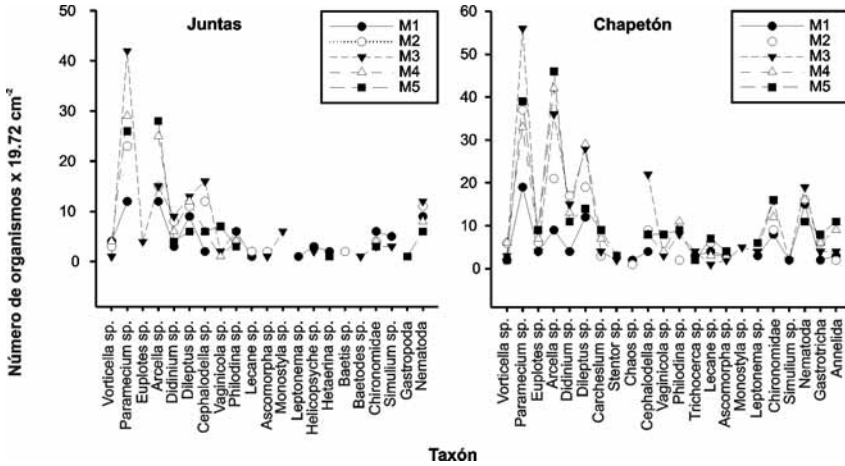 Juntas
Chapetón
M1
M2
M3
M4
M5
M1
M2
M3
M4
M5
Número de organismos x 19.72 cm-2
50
40
30
20
10
0
60
50
40
30
20
10
0
Vorticella sp.
Paramecium sp.
Euplotes sp.
Arcella sp.
Didinium sp.
Dileptus sp.
Cephalodella sp.
Vaginicola sp.
Philodina sp.
Lecane sp.
Ascomorpha sp.
Monostyla sp.
Leptonema sp.
Helicopsyche sp.
Hetaerina sp.
Baetis sp.
Baetodes sp.
Chironomidae
Simulium sp.
Gastropoda
Nematoda
Vorticella sp.
Paramecium sp.
Euplotes sp.
Arcella sp.
Didinium sp.
Dileptus sp.
Carchesium sp.
Stentor sp.
Chaos sp.
Cephalodella sp.
Vaginicola sp.
Philodina sp.
Trichocerca sp.
Lecane sp.
Ascomorpha sp.
Monostyla sp.
Leptonema sp.
Chironomidae
Simulium sp.
Nematoda
Gastrotricha
Annelida
Taxón